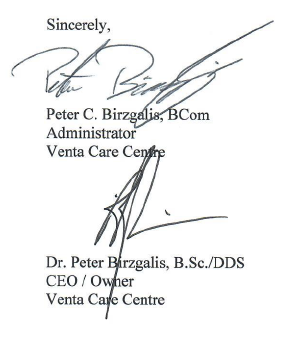 Sincerely,
Peter C. Birzgalis, BCom
Administrator
Venta Care Centre
Dr. Peter Birzgalis, B.Sc./DDS
CEO / Owner
Venta Care Centre